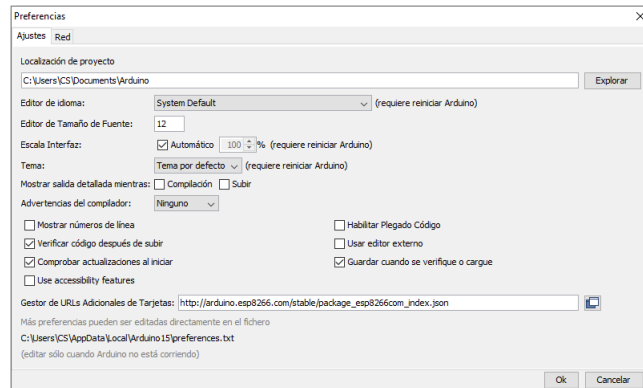 Preferencias
Ajustes Red
Localización de proyecto
C:\Users\CS\Documents\Arduino Explorar
Editor de idioma: System Default (requiere reiniciar Arduino)
Editor de Tamaño de Fuente: 12
Escala Interfaz: Automático 100 % (requiere reiniciar Arduino)
Tema: Tema por defecto (requiere reiniciar Arduino)
Mostrar salida detallada mientras: Compilación Subir
Advertencias del compilador: Ninguno
Mostrar números de línea Habilitar Plegado Código
Verificar código después de subir Usar editor externo
Comprobar actualizaciones al iniciar Guardar cuando se verifique o cargue
Use accessibility features
Gestor de URLs Adicionales de Tarjetas: http://arduino.esp8266.com/stable/package_esp8266com_index.json
Más preferencias pueden ser editadas directamente en el fichero
C:\Users\CS\AppData\Local\Arduino15\preferences.txt
(editar sólo cuando Arduino no está corriendo)
Ok Cancelar